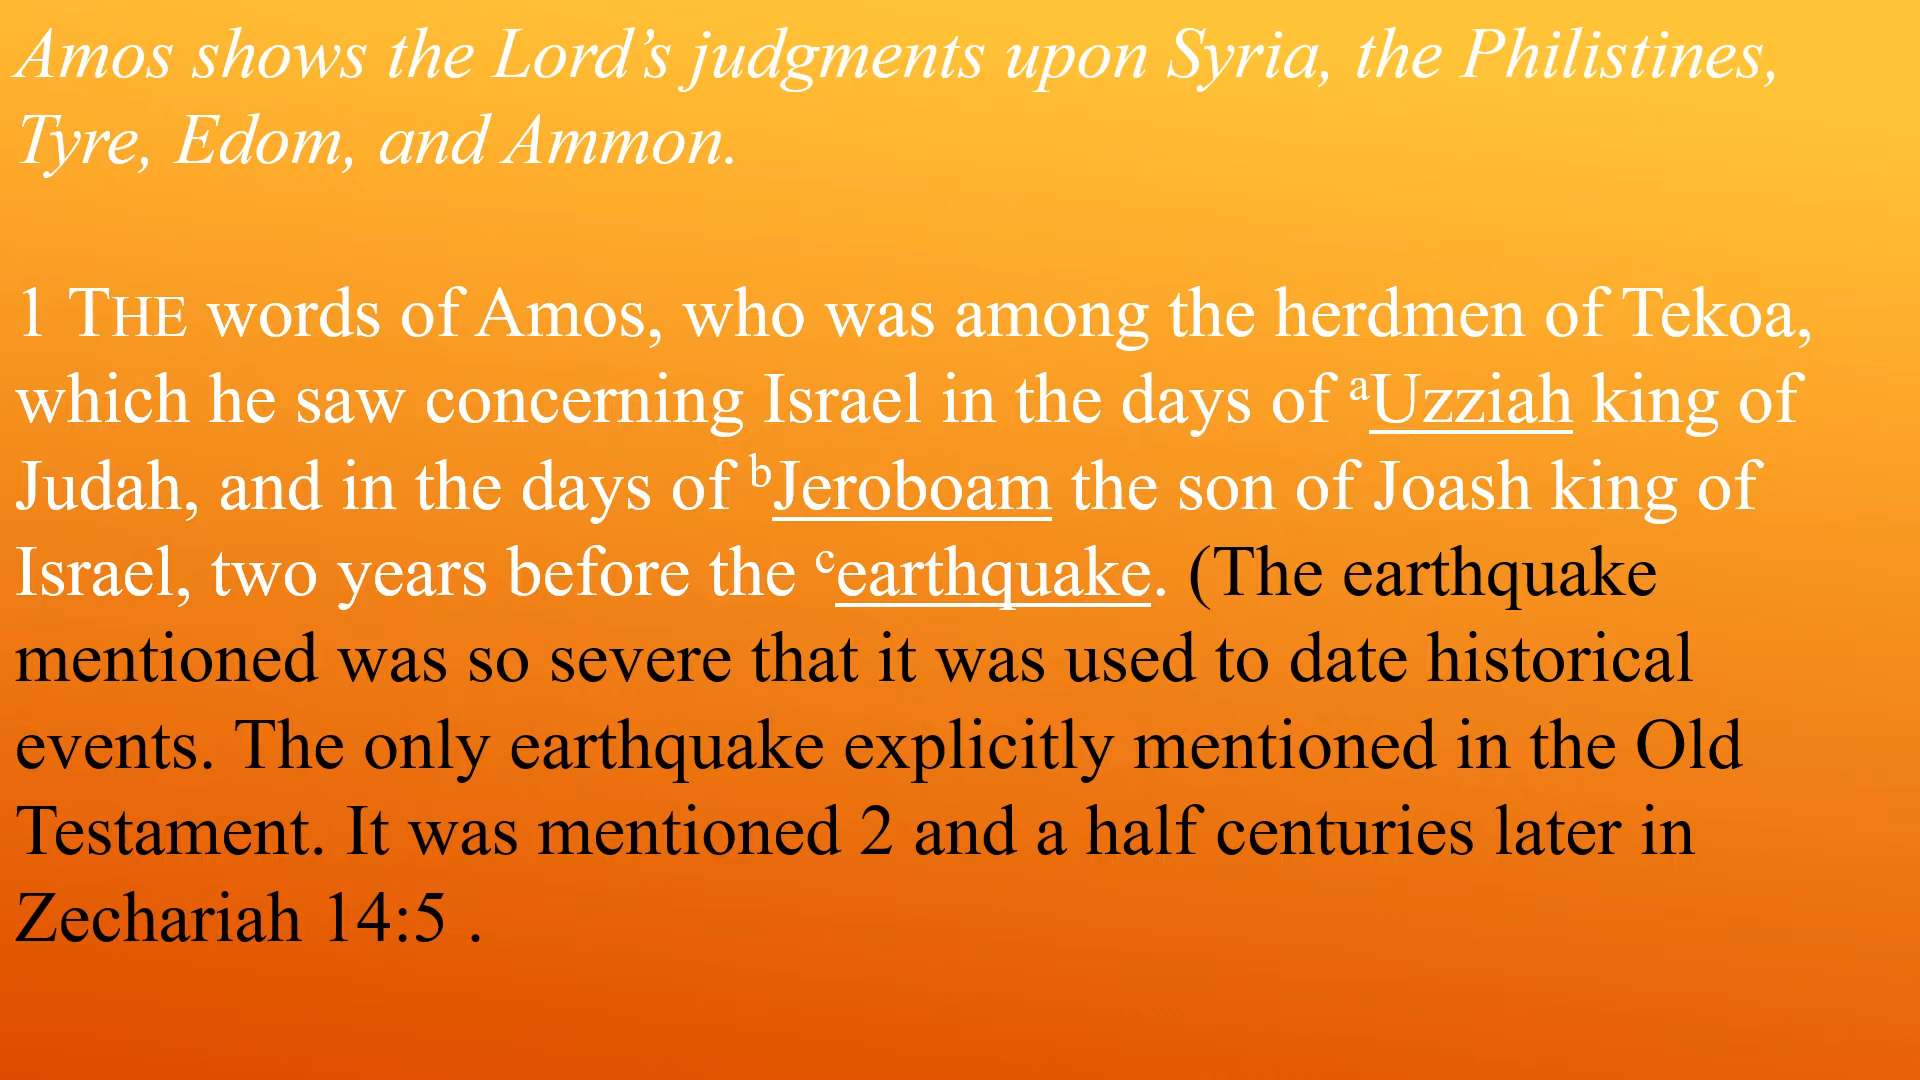 Amos shows the Lord’s judgments upon Syria, the Philistines,
Tyre, Edom, and Ammon.
1 THE words of Amos, who was among the herdmen of Tekoa,
which he saw concerning Israel in the days of aUzziah king of
Judah, and in the days of bJeroboam the son of Joash king of
Israel, two years before the cearthquake. (The earthquake
mentioned was so severe that it was used to date historical
events. The only earthquake explicitly mentioned in the Old
Testament. It was mentioned 2 and a half centuries later in
Zechariah 14:5 .